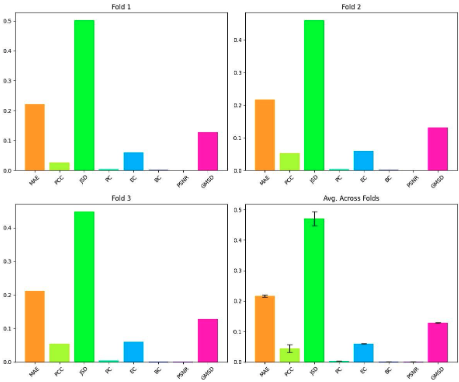 Fold 1
0.5
0.4
0.3
0.2
0.1
0.0
MAE
PCC
JSD
PC
EC
BC
PSNR
GMSD
Fold 2
0.4
0.3
0.2
0.1
0.0
MAE
PCC
JSD
PC
EC
BC
PSNR
GMSD
Fold 3
0.4
0.3
0.2
0.1
0.0
MAE
PCC
JSD
PC
EC
BC
PSNR
GMSD
Avg. Across Folds
0.5
0.4
0.3
0.2
0.1
0.0
MAE
PCC
JSD
PC
EC
BC
PSNR
GMSD